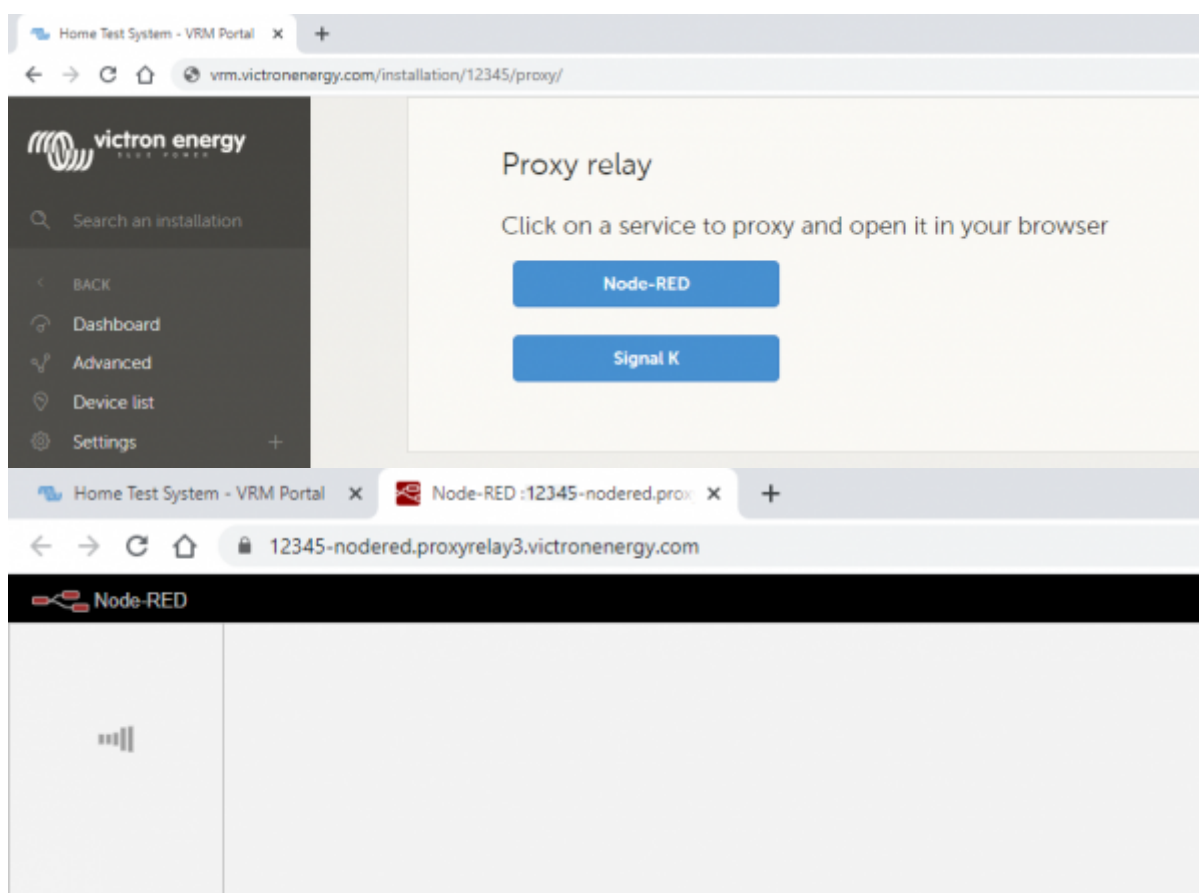 Home Test System - VRM Portal
vrm.victronenergy.com/installation/12345/proxy/
victron energy
BLUE POWER
Search an installation
BACK
Dashboard
Advanced
Device list
Settings
Proxy relay
Click on a service to proxy and open it in your browser
Node-RED
Signal K
Home Test System - VRM Portal
Node-RED :12345-nodered.prox
12345-nodered.proxyrelay3.victronenergy.com
Node-RED